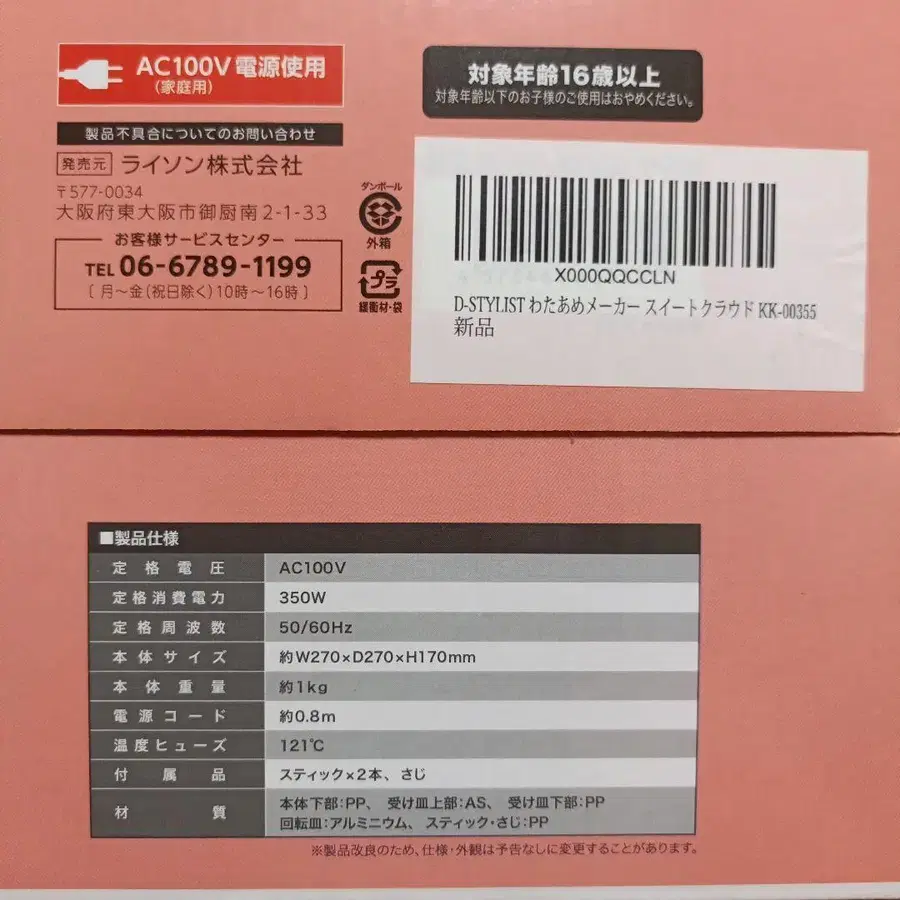 AC100V 電源使用
(家庭用)
製品不具合についてのお問い合わせ
発売元 ライソン株式会社
〒577-0034
大阪府東大阪市御厨南2-1-33
お客様サービスセンター
TEL 06-6789-1199
[ 月~金(祝日除く)10時~16時 ]
ダンボール
外箱
プラ
緩衝材・袋
対象年齢16歳以上
対象年齢以下のお子様のご使用はおやめください。
X000QQCCLN
D-STYLIST わたあめメーカー スイートクラウド KK-00355
新品
■製品仕様
定格電圧 AC100V
定格消費電力 350W
定格周波数 50/60Hz
本体サイズ 約W270×D270×H170mm
本体重量 約1kg
電源コード 約0.8m
温度ヒューズ 121℃
付属品 スティック×2本、さじ
材質 本体下部:PP、受け皿上部:AS、受け皿下部:PP
回転皿:アルミニウム、スティック・さじ:PP
※製品改良のため、仕様・外観は予告なしに変更することがあります。